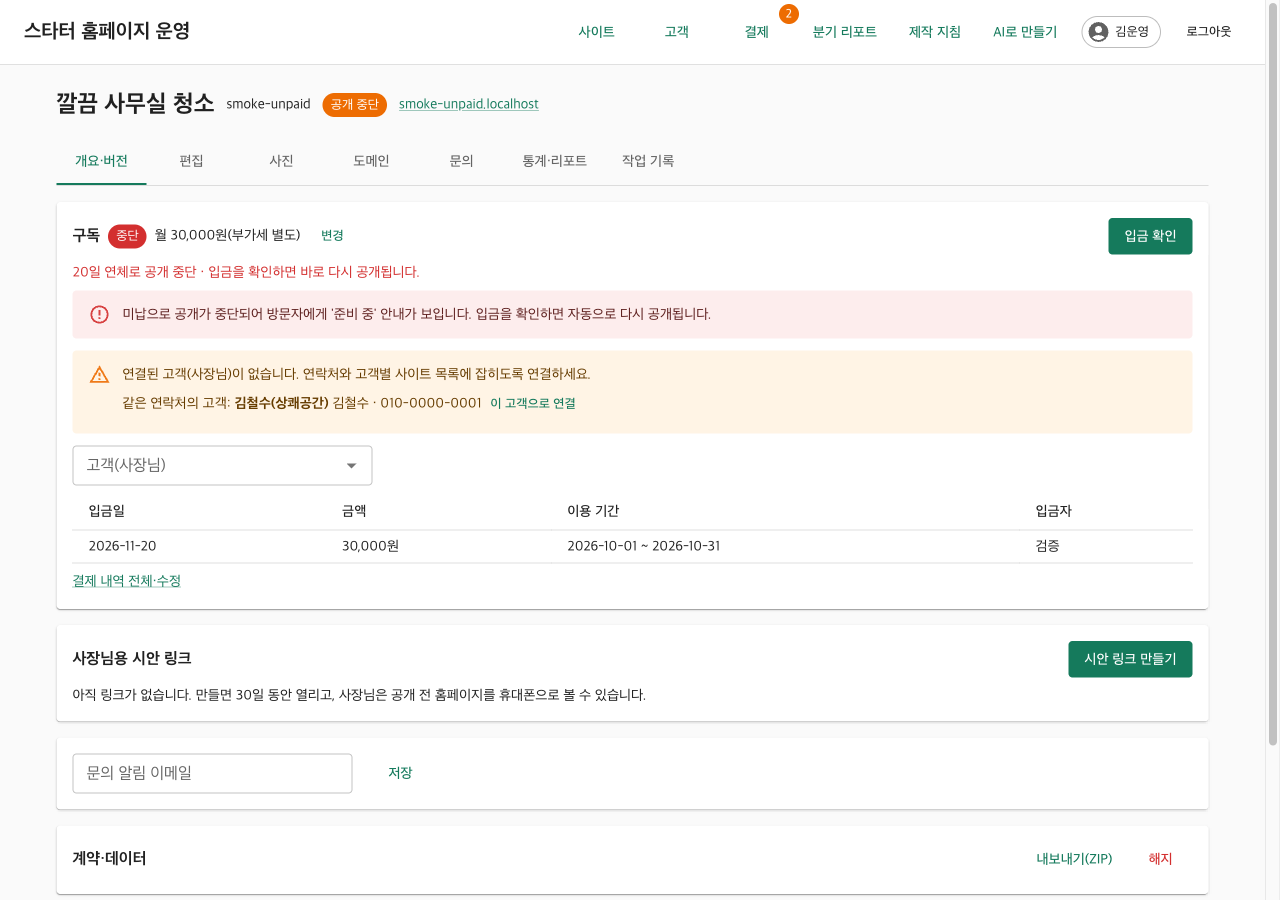 스타터 홈페이지 운영
사이트
고객
결제
2
분기 리포트
제작 지침
AI로 만들기
김운영
로그아웃
깔끔 사무실 청소
smoke-unpaid
공개 중단
smoke-unpaid.localhost
개요·버전
편집
사진
도메인
문의
통계·리포트
작업 기록
구독
중단
월 30,000원(부가세 별도)
변경
입금 확인
20일 연체로 공개 중단 · 입금을 확인하면 바로 다시 공개됩니다.
미납으로 공개가 중단되어 방문자에게 '준비 중' 안내가 보입니다. 입금을 확인하면 자동으로 다시 공개됩니다.
연결된 고객(사장님)이 없습니다. 연락처와 고객별 사이트 목록에 잡히도록 연결하세요.
같은 연락처의 고객: 김철수(상쾌공간) 김철수 · 010-0000-0001 이 고객으로 연결
고객(사장님)
입금일 금액 이용 기간 입금자
2026-11-20 30,000원 2026-10-01 ~ 2026-10-31 검증
결제 내역 전체·수정
사장님용 시안 링크
시안 링크 만들기
아직 링크가 없습니다. 만들면 30일 동안 열리고, 사장님은 공개 전 홈페이지를 휴대폰으로 볼 수 있습니다.
문의 알림 이메일
저장
계약·데이터
내보내기(ZIP)
해지